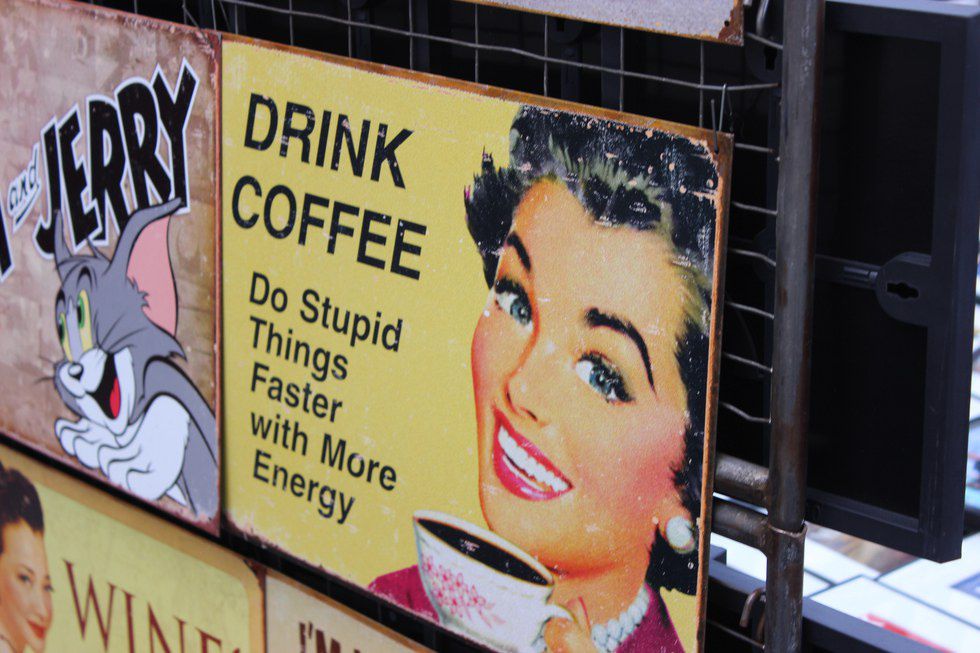 and
JERRY
DRINK
COFFEE
Do Stupid
Things
Faster
with More
Energy
WINE
I'M